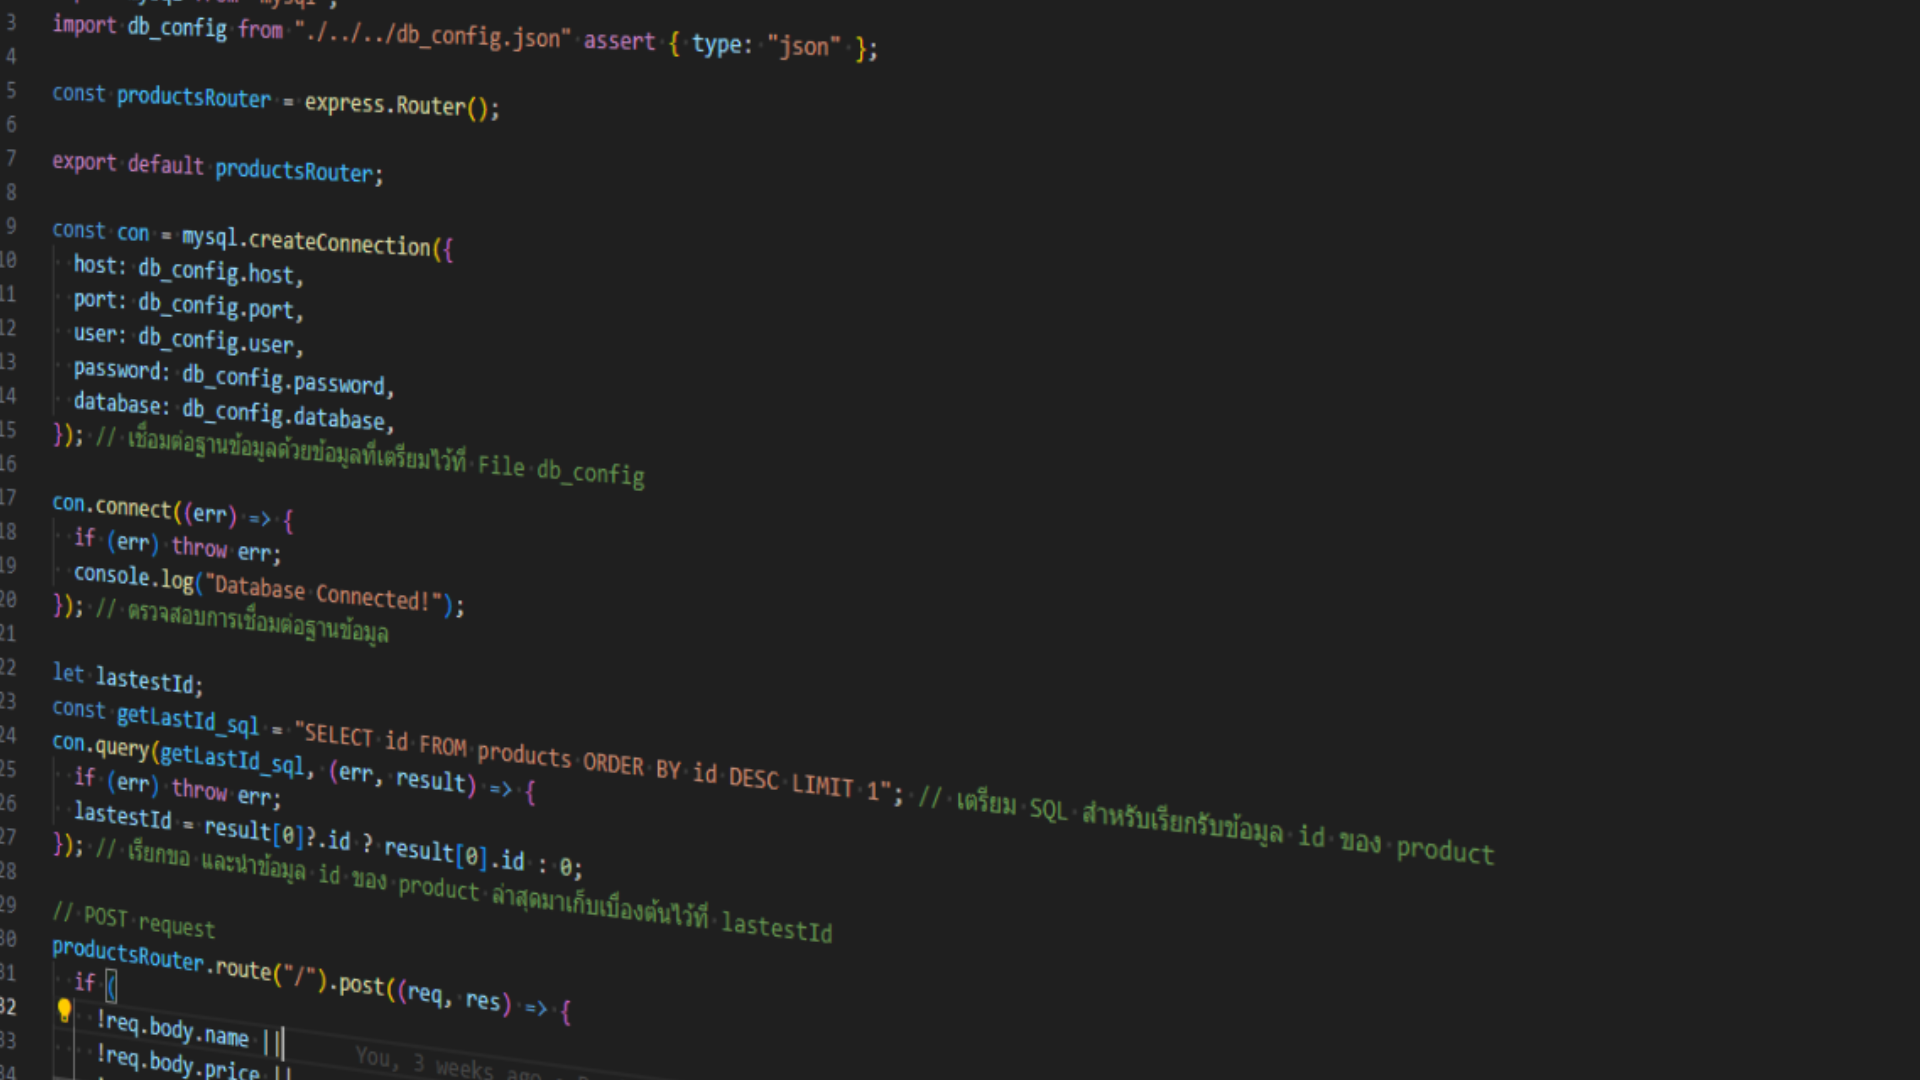 3 import db_config from "./../../db_config.json" assert { type: "json" };
4
5 const productsRouter = express.Router();
6
7 export default productsRouter;
8
9 const con = mysql.createConnection({
10 host: db_config.host,
11 port: db_config.port,
12 user: db_config.user,
13 password: db_config.password,
14 database: db_config.database,
15 }); // เชื่อมต่อฐานข้อมูลด้วยข้อมูลที่เตรียมไว้ที่ File db_config
16
17 con.connect((err) => {
18 if (err) throw err;
19 console.log("Database Connected!");
20 }); // ตรวจสอบการเชื่อมต่อฐานข้อมูล
21
22 let lastestId;
23 const getLastId_sql = "SELECT id FROM products ORDER BY id DESC LIMIT 1"; // เตรียม SQL สำหรับเรียกรับข้อมูล id ของ product
24 con.query(getLastId_sql, (err, result) => {
25 if (err) throw err;
26 lastestId = result[0]?.id ? result[0].id : 0;
27 }); // เรียกขอ และนำข้อมูล id ของ product ล่าสุดมาเก็บเบื้องต้นไว้ที่ lastestId
28
29 // POST request
30 productsRouter.route("/").post((req, res) => {
31 if (
32 !req.body.name || You, 3 weeks ago
33 !req.body.price ||
34